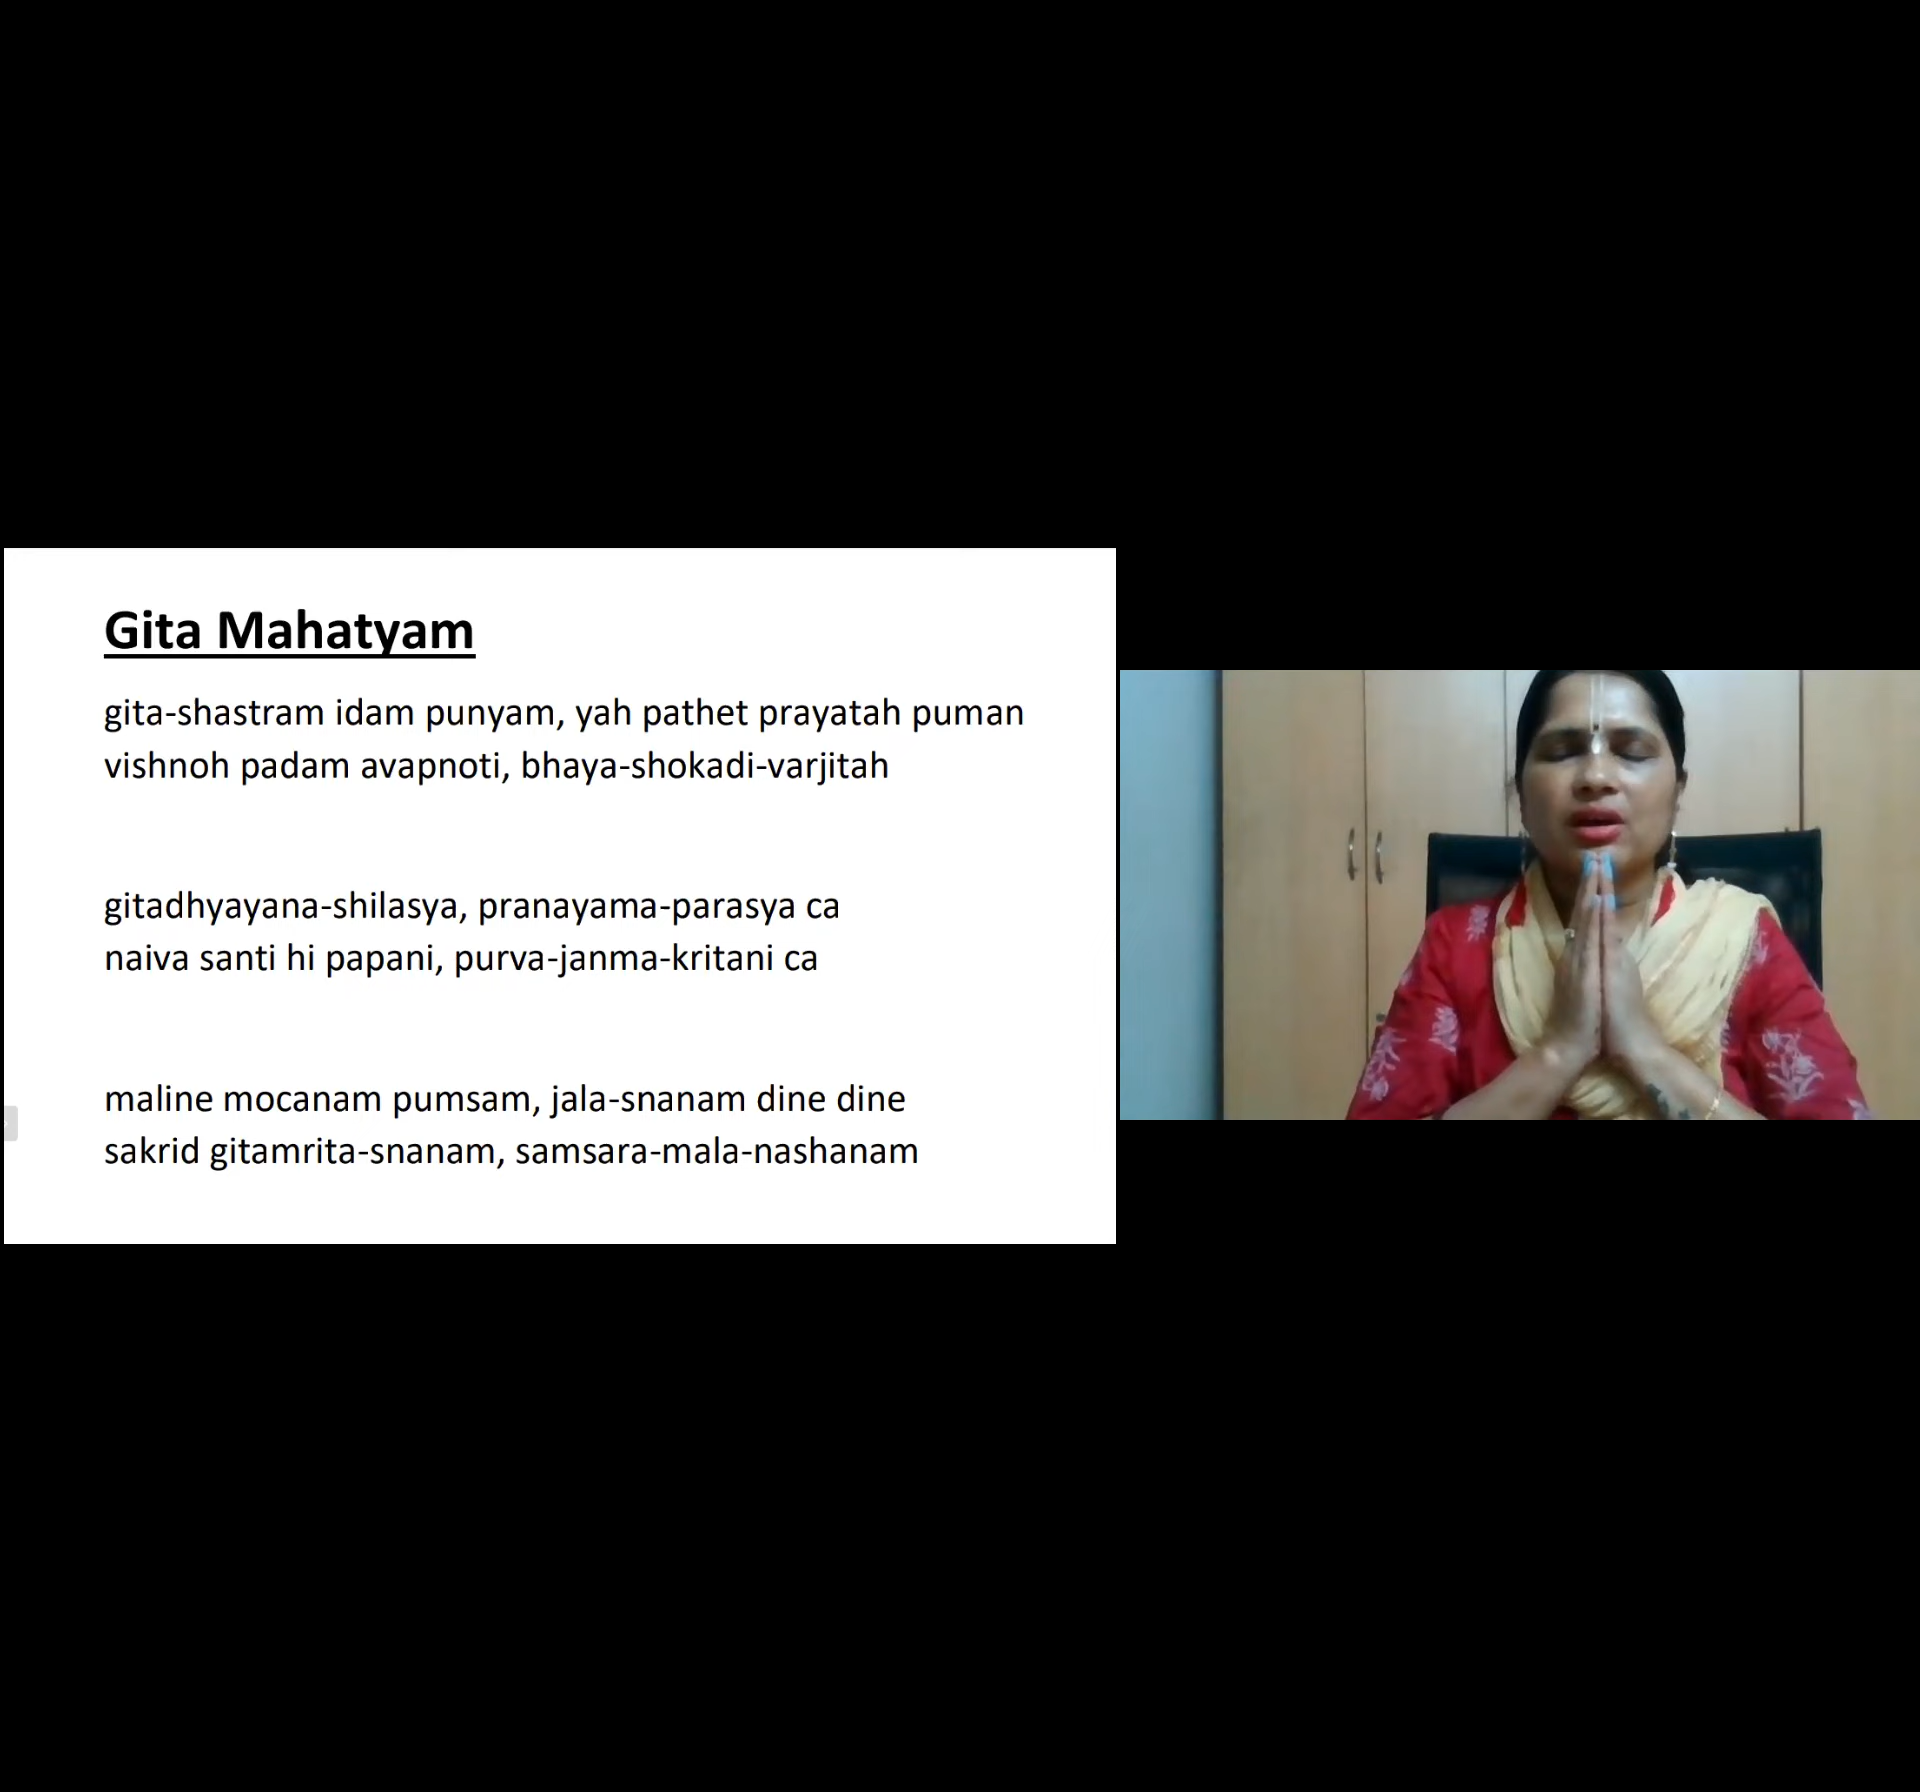 Gita Mahatyam
gita-shastram idam punyam, yah pathet prayatah puman
vishnoh padam avapnoti, bhaya-shokadi-varjitah
gitadhyayana-shilasya, pranayama-parasya ca
naiva santi hi papani, purva-janma-kritani ca
maline mocanam pumsam, jala-snanam dine dine
sakrid gitamrita-snanam, samsara-mala-nashanam